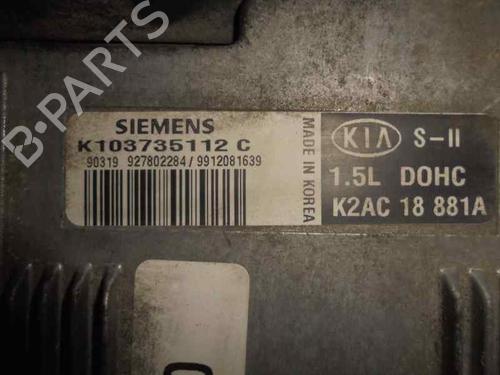 SIEMENS
K103735112 C
90319 927802284 / 9912081639
MADE IN KOREA
KIA S-II
1.5L DOHC
K2AC 18 881A
B-PARTS